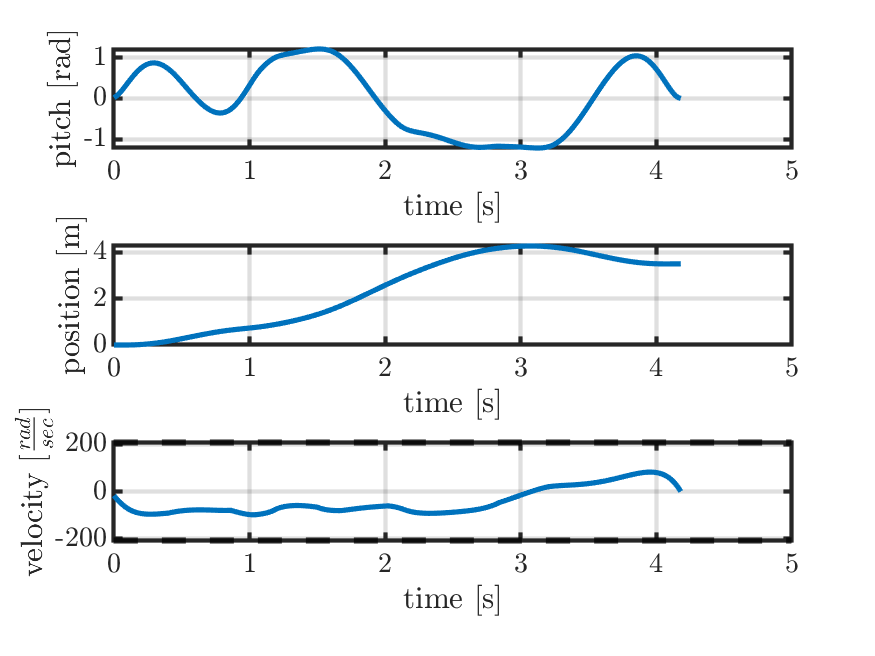 pitch [rad]
1
0
-1
0 1 2 3 4 5
time [s]
position [m]
4
2
0
0 1 2 3 4 5
time [s]
velocity [rad/sec]
200
0
-200
0 1 2 3 4 5
time [s]